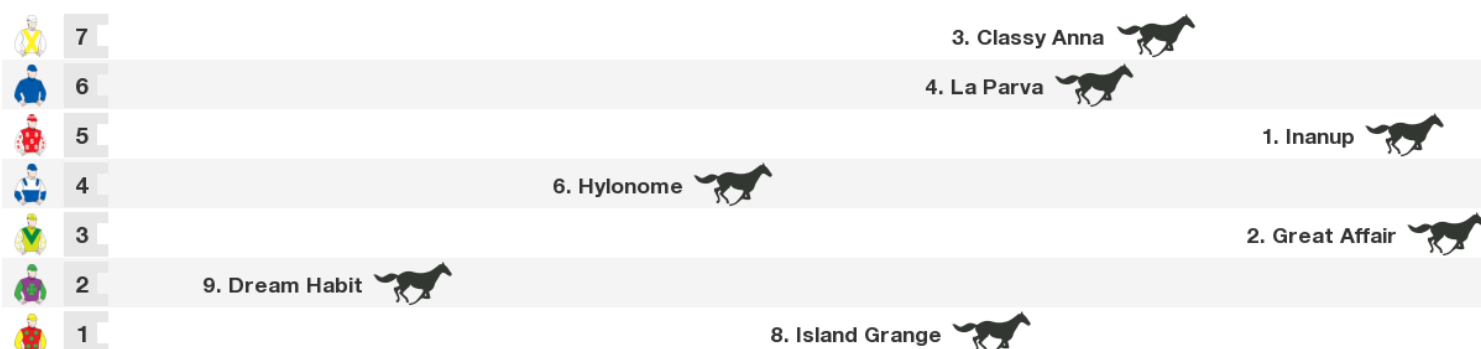 7 3. Classy Anna
6 4. La Parva
5 1. Inanup
4 6. Hylonome
3 2. Great Affair
2 9. Dream Habit
1 8. Island Grange